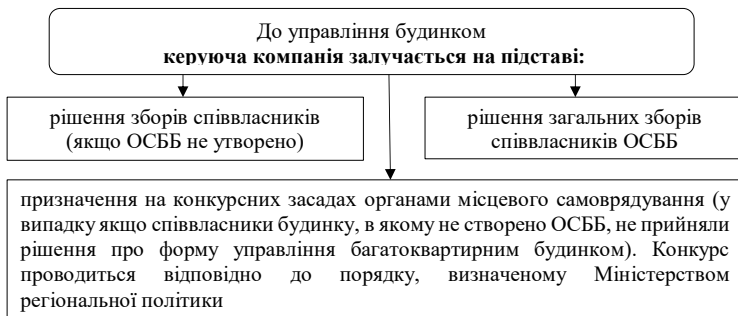 До управління будинком
керуюча компанія залучається на підставі:
рішення зборів співвласників
(якщо ОСББ не утворено)
рішення загальних зборів
співвласників ОСББ
призначення на конкурсних засадах органами місцевого самоврядування (у
випадку якщо співвласники будинку, в якому не створено ОСББ, не прийняли
рішення про форму управління багатоквартирним будинком). Конкурс
проводиться відповідно до порядку, визначеному Міністерством
регіональної політики